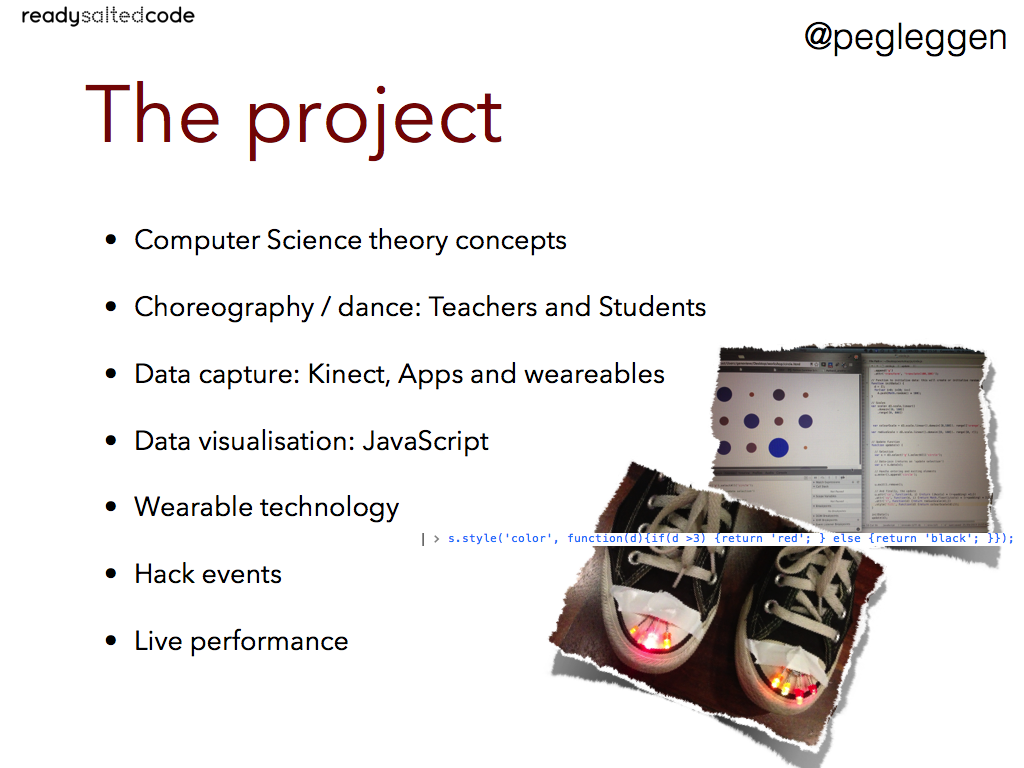 readysaltedcode
@pegleggen
The project
• Computer Science theory concepts
• Choreography / dance: Teachers and Students
• Data capture: Kinect, Apps and weareables
• Data visualisation: JavaScript
• Wearable technology
| > s.style('color', function(d){if(d >3) {return 'red'; } else {return 'black'; }});
• Hack events
• Live performance